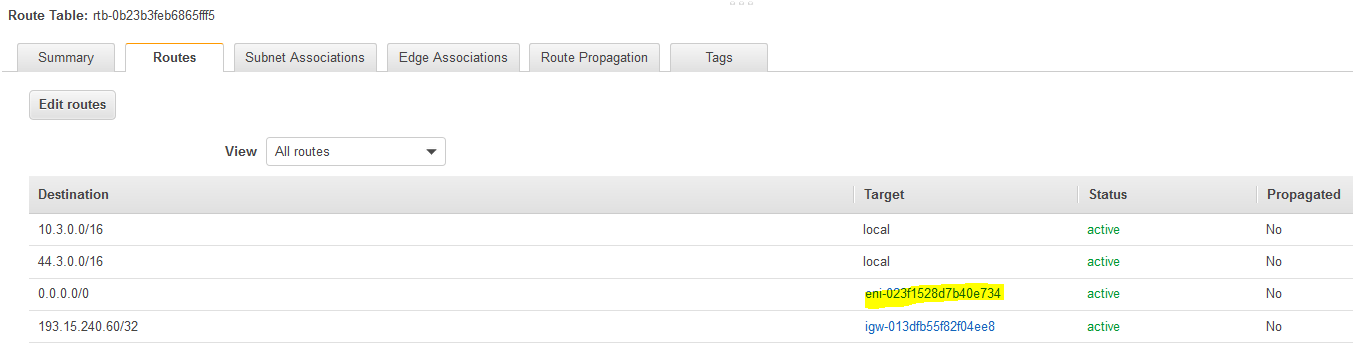 Route Table: rtb-0b23b3feb6865fff5
Summary Routes Subnet Associations Edge Associations Route Propagation Tags
Edit routes
View All routes
Destination Target Status Propagated
10.3.0.0/16 local active No
44.3.0.0/16 local active No
0.0.0.0/0 eni-023f1528d7b40e734 active No
193.15.240.60/32 igw-013dfb55f82f04ee8 active No